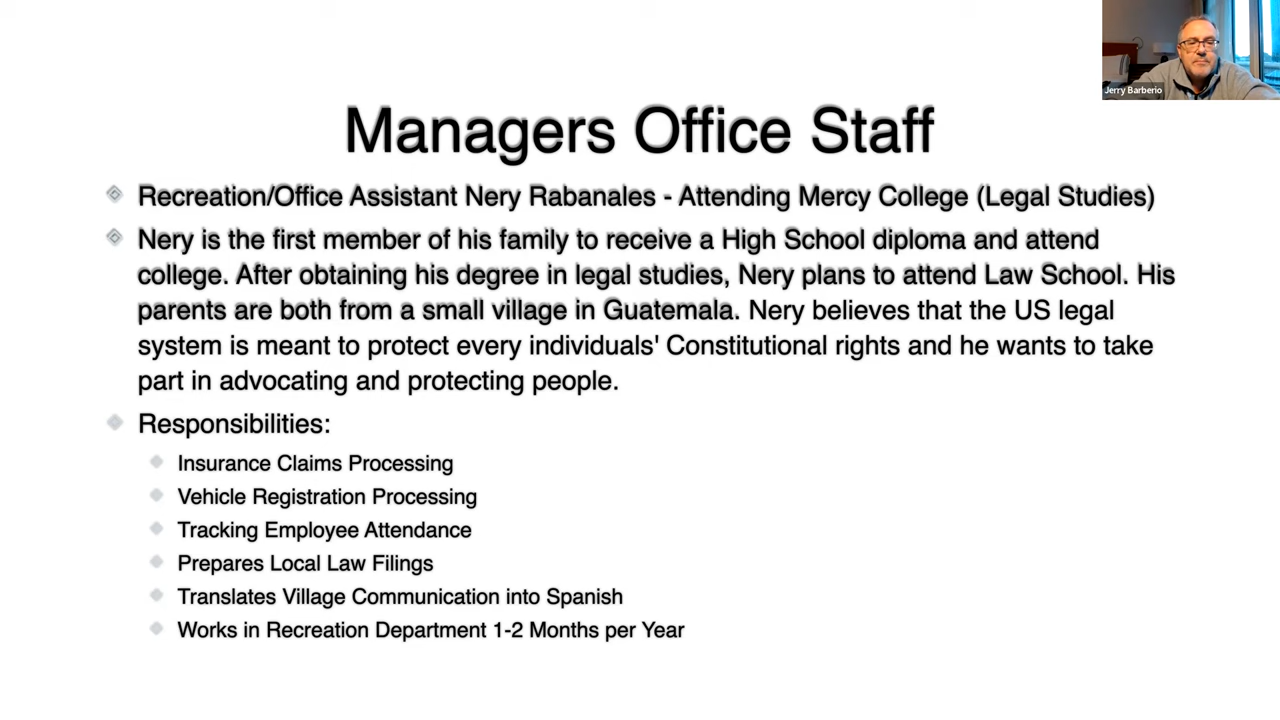 Jerry Barberio
Managers Office Staff
Recreation/Office Assistant Nery Rabanales - Attending Mercy College (Legal Studies)
Nery is the first member of his family to receive a High School diploma and attend
college. After obtaining his degree in legal studies, Nery plans to attend Law School. His
parents are both from a small village in Guatemala. Nery believes that the US legal
system is meant to protect every individuals' Constitutional rights and he wants to take
part in advocating and protecting people.
Responsibilities:
Insurance Claims Processing
Vehicle Registration Processing
Tracking Employee Attendance
Prepares Local Law Filings
Translates Village Communication into Spanish
Works in Recreation Department 1-2 Months per Year